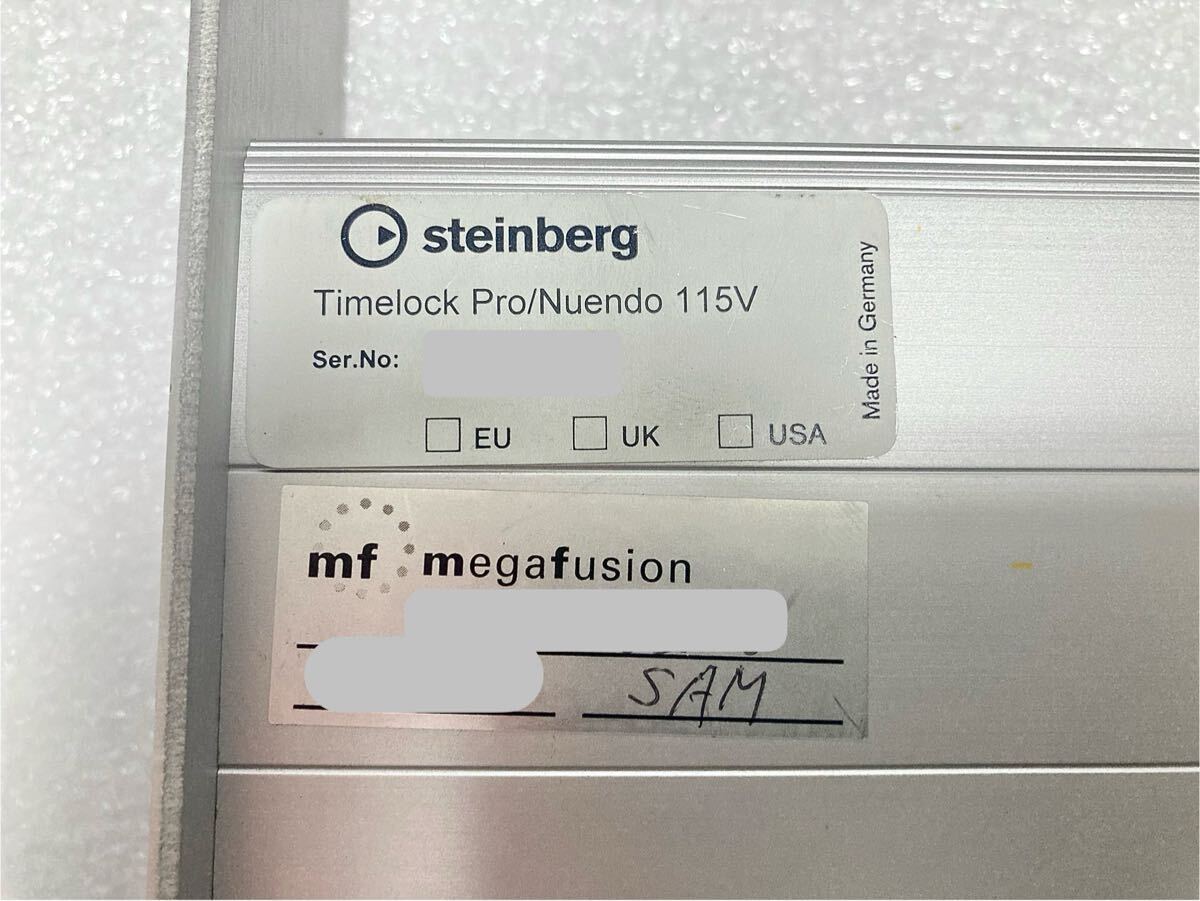 steinberg
Timelock Pro/Nuendo 115V
Ser.No:
EU UK USA
Made in Germany
mf megafusion
SAM